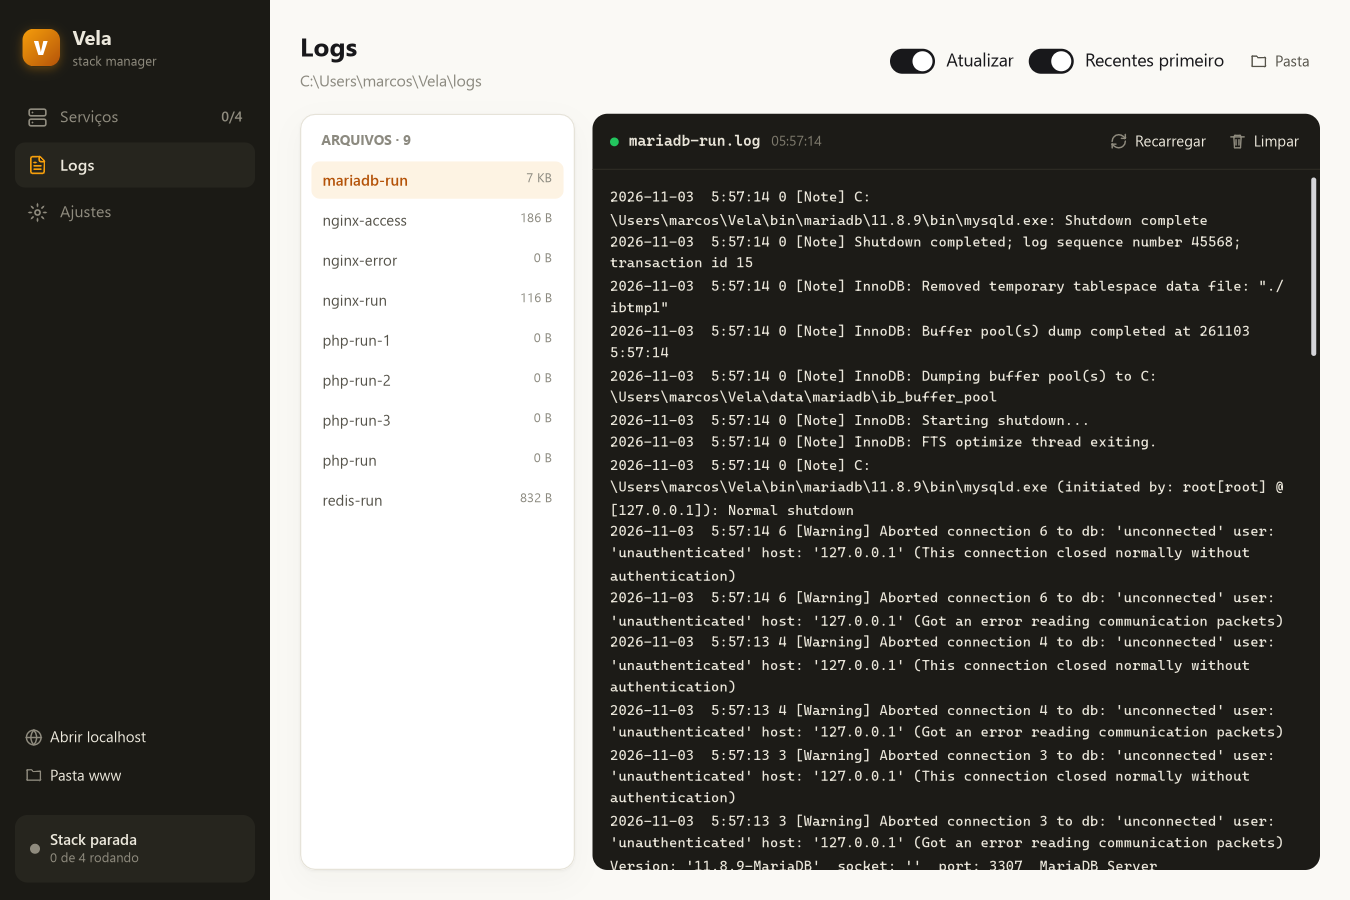 V
Vela
stack manager
Serviços 0/4
Logs
Ajustes
Abrir localhost
Pasta www
Stack parada
0 de 4 rodando
Logs
C:\Users\marcos\Vela\logs
Atualizar
Recentes primeiro
Pasta
ARQUIVOS · 9
mariadb-run 7 KB
nginx-access 186 B
nginx-error 0 B
nginx-run 116 B
php-run-1 0 B
php-run-2 0 B
php-run-3 0 B
php-run 0 B
redis-run 832 B
mariadb-run.log 05:57:14
Recarregar
Limpar
2026-11-03  5:57:14 0 [Note] C:
\Users\marcos\Vela\bin\mariadb\11.8.9\bin\mysqld.exe: Shutdown complete
2026-11-03  5:57:14 0 [Note] Shutdown completed; log sequence number 45568;
transaction id 15
2026-11-03  5:57:14 0 [Note] InnoDB: Removed temporary tablespace data file: "./
ibtmp1"
2026-11-03  5:57:14 0 [Note] InnoDB: Buffer pool(s) dump completed at 261103
5:57:14
2026-11-03  5:57:14 0 [Note] InnoDB: Dumping buffer pool(s) to C:
\Users\marcos\Vela\data\mariadb\ib_buffer_pool
2026-11-03  5:57:14 0 [Note] InnoDB: Starting shutdown...
2026-11-03  5:57:14 0 [Note] InnoDB: FTS optimize thread exiting.
2026-11-03  5:57:14 0 [Note] C:
\Users\marcos\Vela\bin\mariadb\11.8.9\bin\mysqld.exe (initiated by: root[root] @
[127.0.0.1]): Normal shutdown
2026-11-03  5:57:14 6 [Warning] Aborted connection 6 to db: 'unconnected' user:
'unauthenticated' host: '127.0.0.1' (This connection closed normally without
authentication)
2026-11-03  5:57:14 6 [Warning] Aborted connection 6 to db: 'unconnected' user:
'unauthenticated' host: '127.0.0.1' (Got an error reading communication packets)
2026-11-03  5:57:13 4 [Warning] Aborted connection 4 to db: 'unconnected' user:
'unauthenticated' host: '127.0.0.1' (This connection closed normally without
authentication)
2026-11-03  5:57:13 4 [Warning] Aborted connection 4 to db: 'unconnected' user:
'unauthenticated' host: '127.0.0.1' (Got an error reading communication packets)
2026-11-03  5:57:13 3 [Warning] Aborted connection 3 to db: 'unconnected' user:
'unauthenticated' host: '127.0.0.1' (This connection closed normally without
authentication)
2026-11-03  5:57:13 3 [Warning] Aborted connection 3 to db: 'unconnected' user:
'unauthenticated' host: '127.0.0.1' (Got an error reading communication packets)
Version: '11.8.9-MariaDB'  socket: ''  port: 3307  MariaDB Server